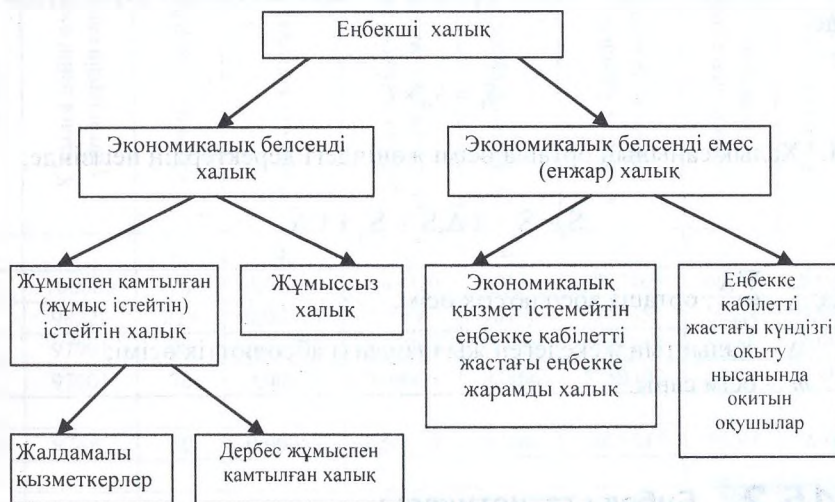 Еңбекші халық
Экономикалық белсенді
халық
Экономикалық белсенді емес
(енжар) халық
Жұмыспен қамтылған
(жұмыс істейтін)
істейтін халық
Жұмыссыз
халық
Экономикалық
қызмет істемейтін
еңбекке қабілетті
жастағы еңбекке
жарамды халық
Еңбекке
қабілетті
жастағы күндізгі
оқыту
нысанында
оқитын
оқушылар
Жалдамалы
қызметкерлер
Дербес жұмыспен
қамтылған халық